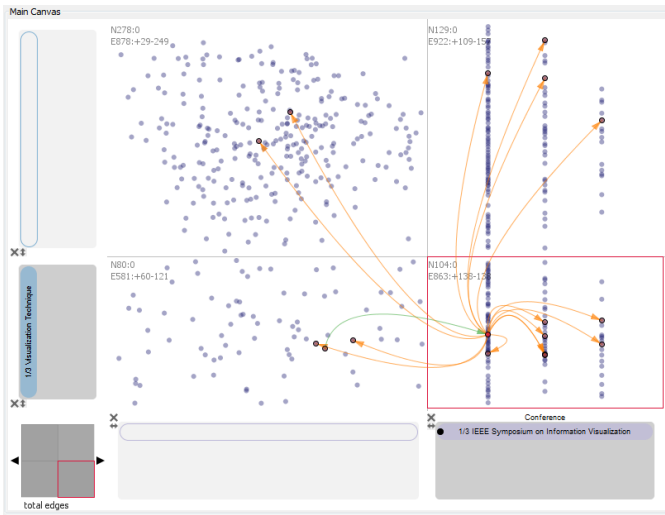 Main Canvas
N278:0
E878:+29-249
N129:0
E922:+109-157
N80:0
E581:+60-121
N104:0
E863:+138-13
1/3 Visualization Technique
Conference
1/3 IEEE Symposium on Information Visualization
total edges